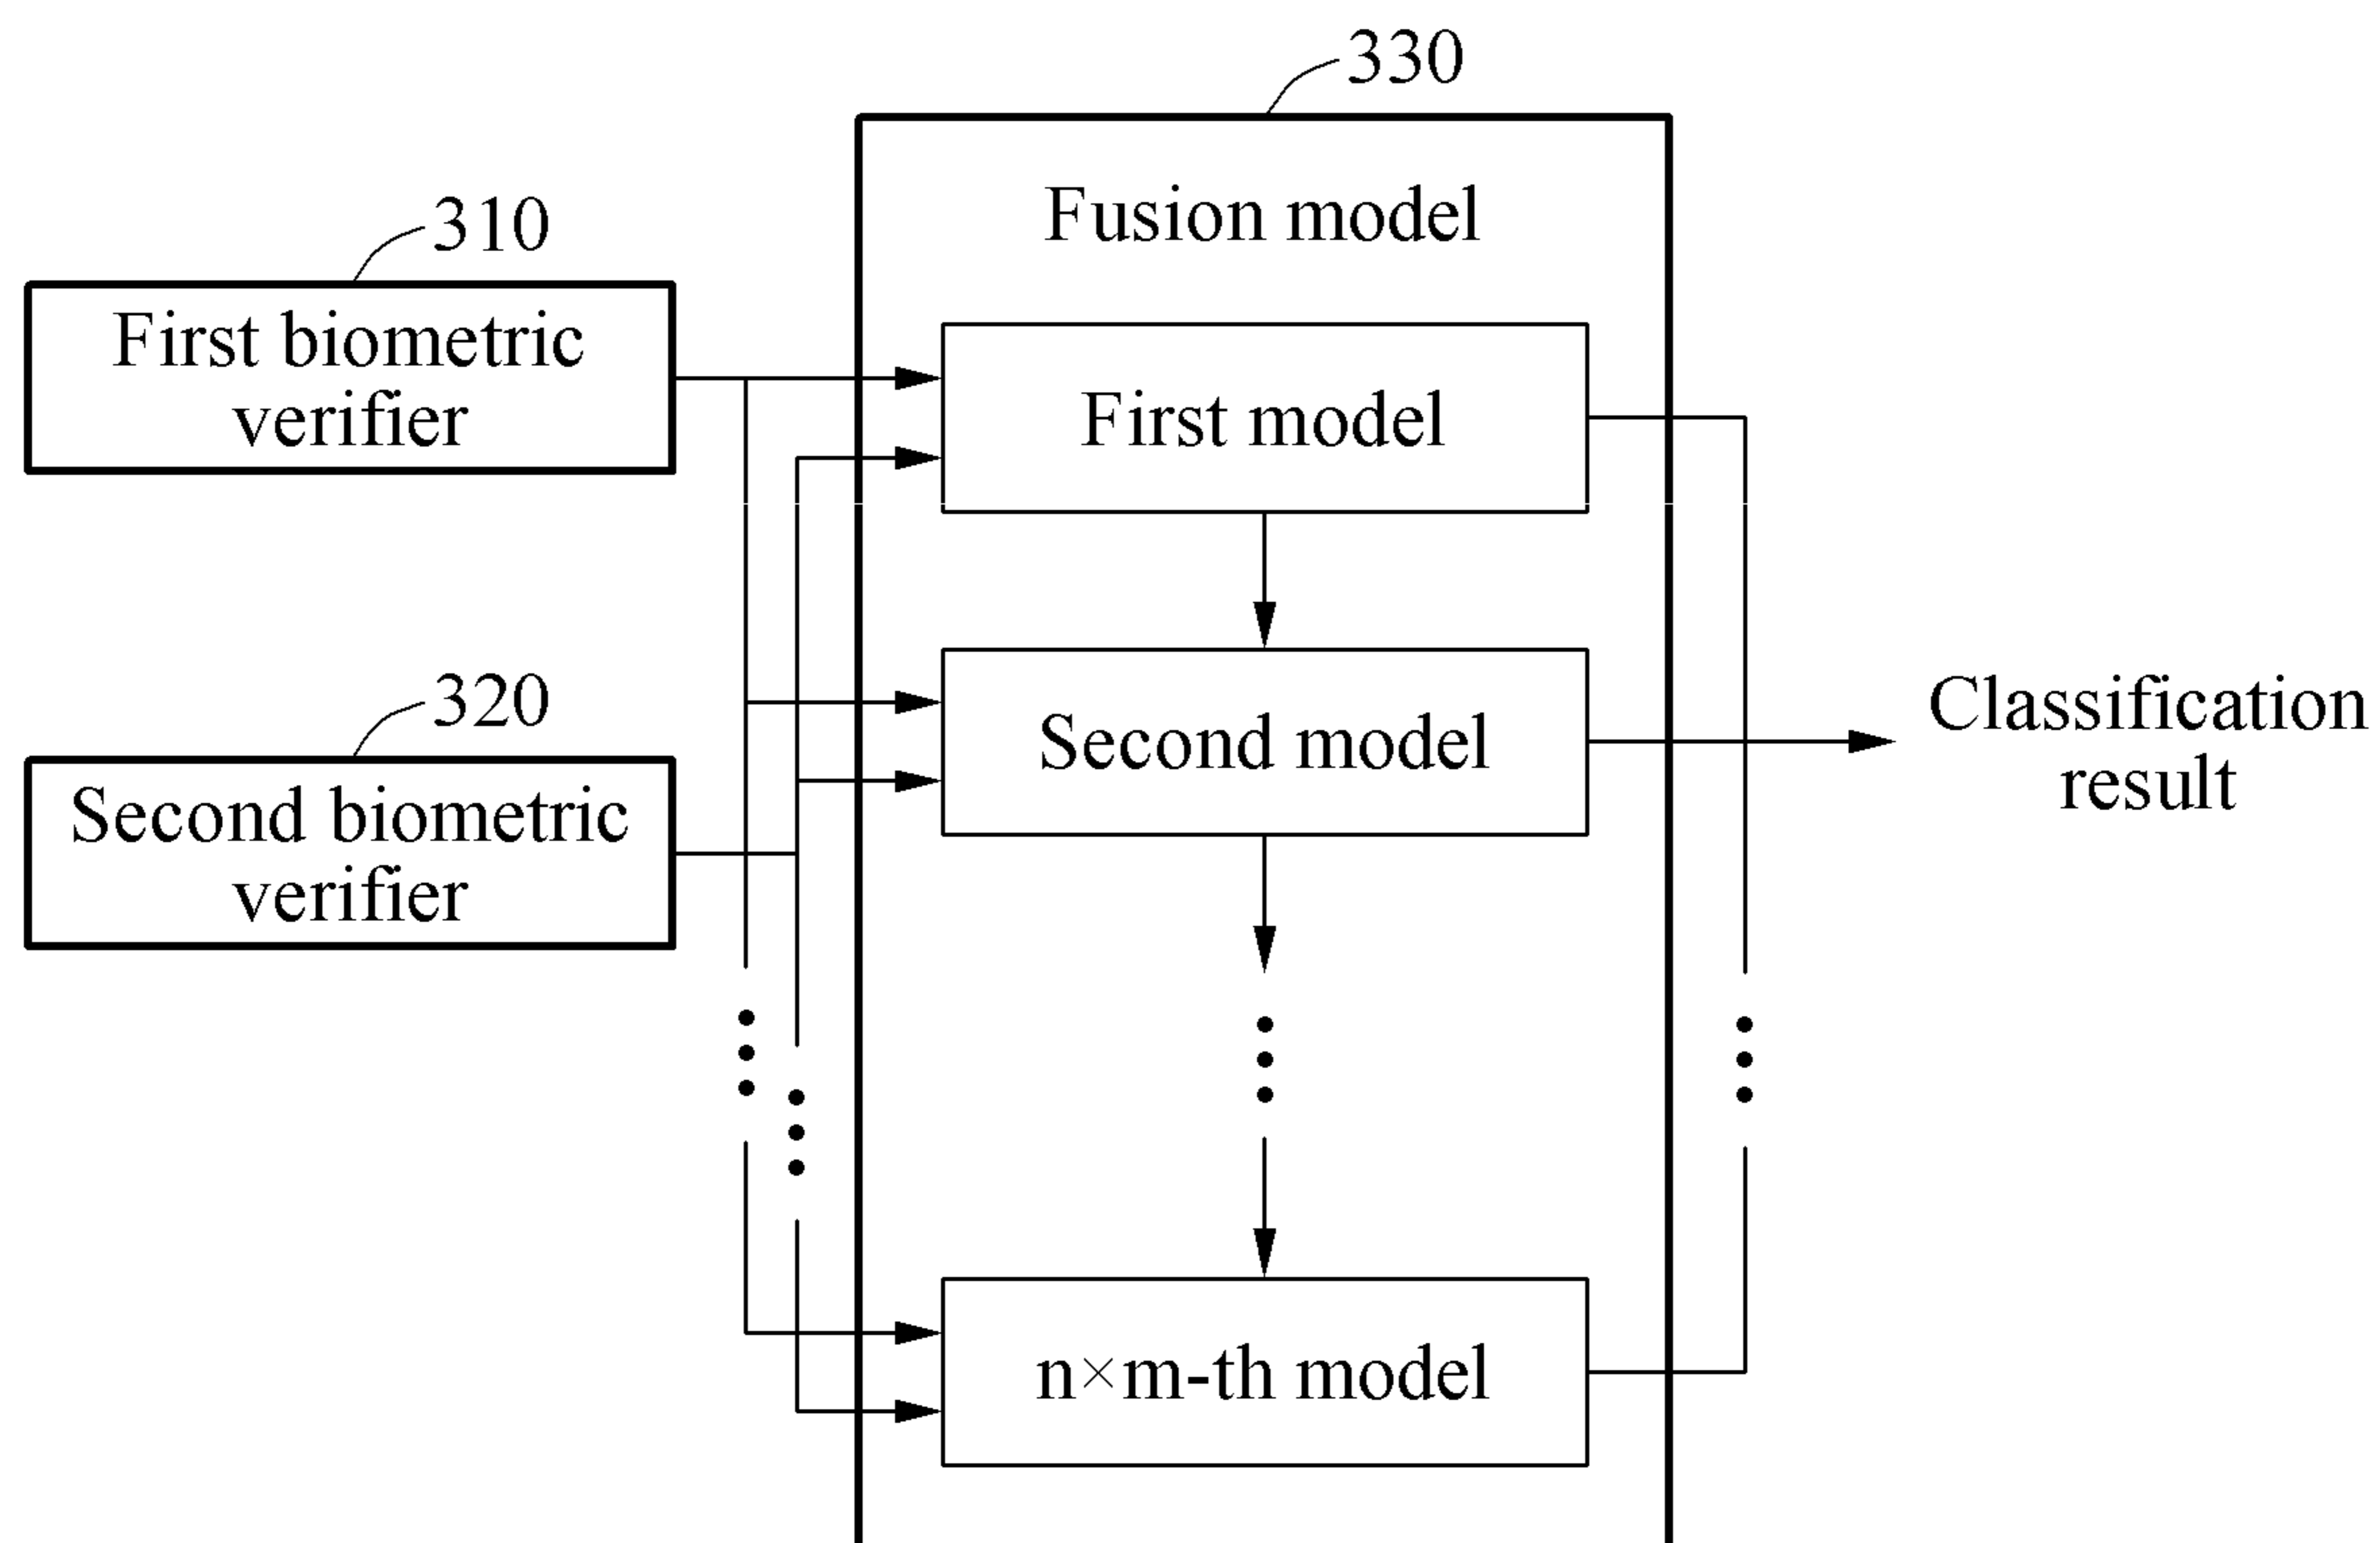 330
Fusion model
310
First biometric
verifier
First model
320
Second biometric
verifier
Second model
Classification
result
n×m-th model